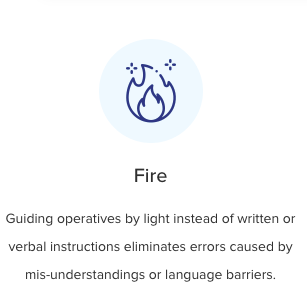 Fire
Guiding operatives by light instead of written or
verbal instructions eliminates errors caused by
mis-understandings or language barriers.